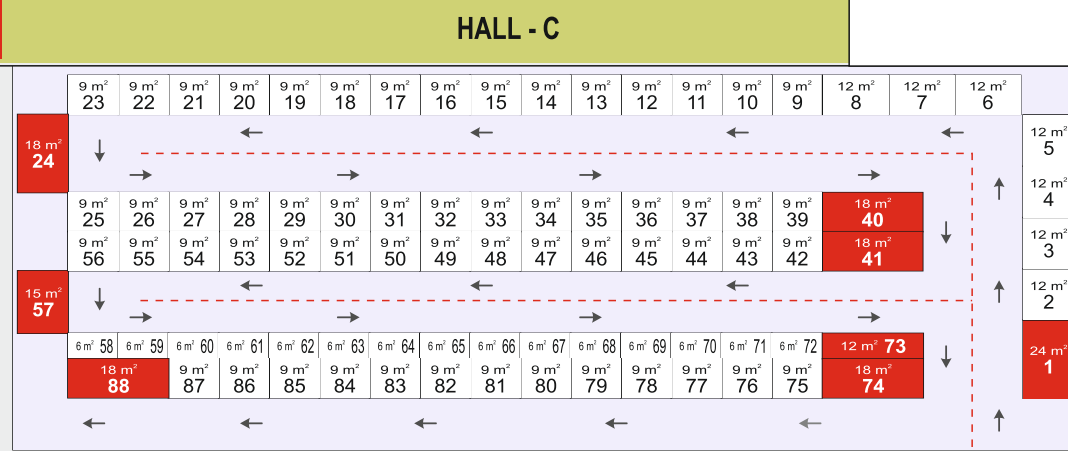 HALL - C
9 m² 9 m² 9 m² 9 m² 9 m² 9 m² 9 m² 9 m² 9 m² 9 m² 9 m² 9 m² 9 m² 9 m² 9 m² 12 m² 12 m² 12 m²
23 22 21 20 19 18 17 16 15 14 13 12 11 10 9 8 7 6
18 m²
24
12 m²
5
12 m²
4
9 m² 9 m² 9 m² 9 m² 9 m² 9 m² 9 m² 9 m² 9 m² 9 m² 9 m² 9 m² 9 m² 9 m² 9 m² 18 m²
25 26 27 28 29 30 31 32 33 34 35 36 37 38 39 40
12 m²
3
9 m² 9 m² 9 m² 9 m² 9 m² 9 m² 9 m² 9 m² 9 m² 9 m² 9 m² 9 m² 9 m² 9 m² 9 m² 18 m²
56 55 54 53 52 51 50 49 48 47 46 45 44 43 42 41
15 m²
57
12 m²
2
6 m² 58 6 m² 59 6 m² 60 6 m² 61 6 m² 62 6 m² 63 6 m² 64 6 m² 65 6 m² 66 6 m² 67 6 m² 68 6 m² 69 6 m² 70 6 m² 71 6 m² 72 12 m² 73
24 m²
1
18 m² 9 m² 9 m² 9 m² 9 m² 9 m² 9 m² 9 m² 9 m² 9 m² 9 m² 9 m² 9 m² 9 m² 18 m²
88 87 86 85 84 83 82 81 80 79 78 77 76 75 74